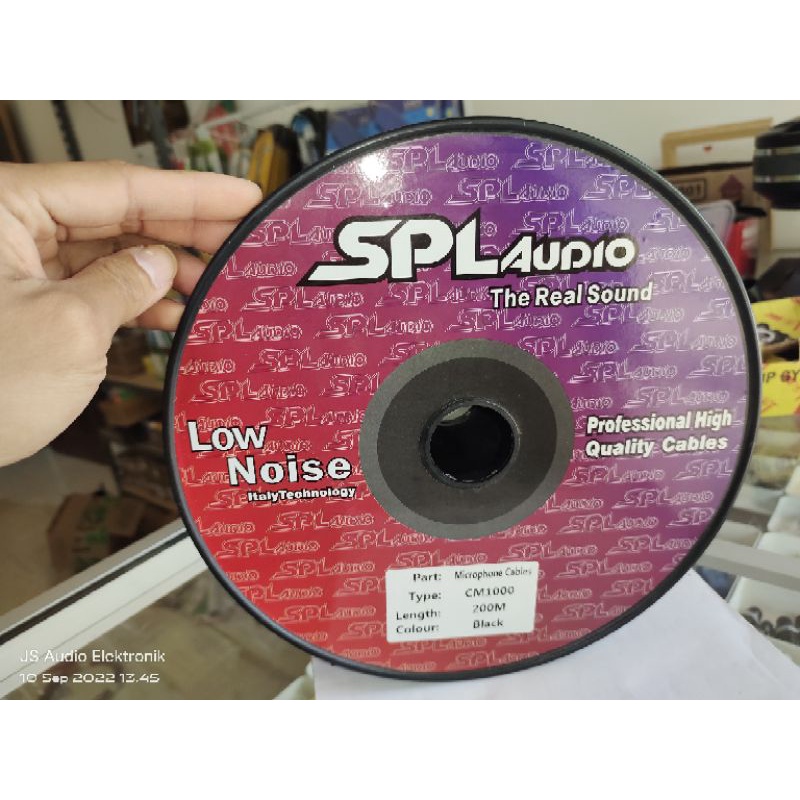 SPL AUDIO
The Real Sound
Low
Noise
ItalyTechnology
Professional High
Quality Cables
Part: Microphone Cables
Type: CM1000
Length: 200M
Colour: Black
JS Audio Elektronik
10 Sep 2022 13.45